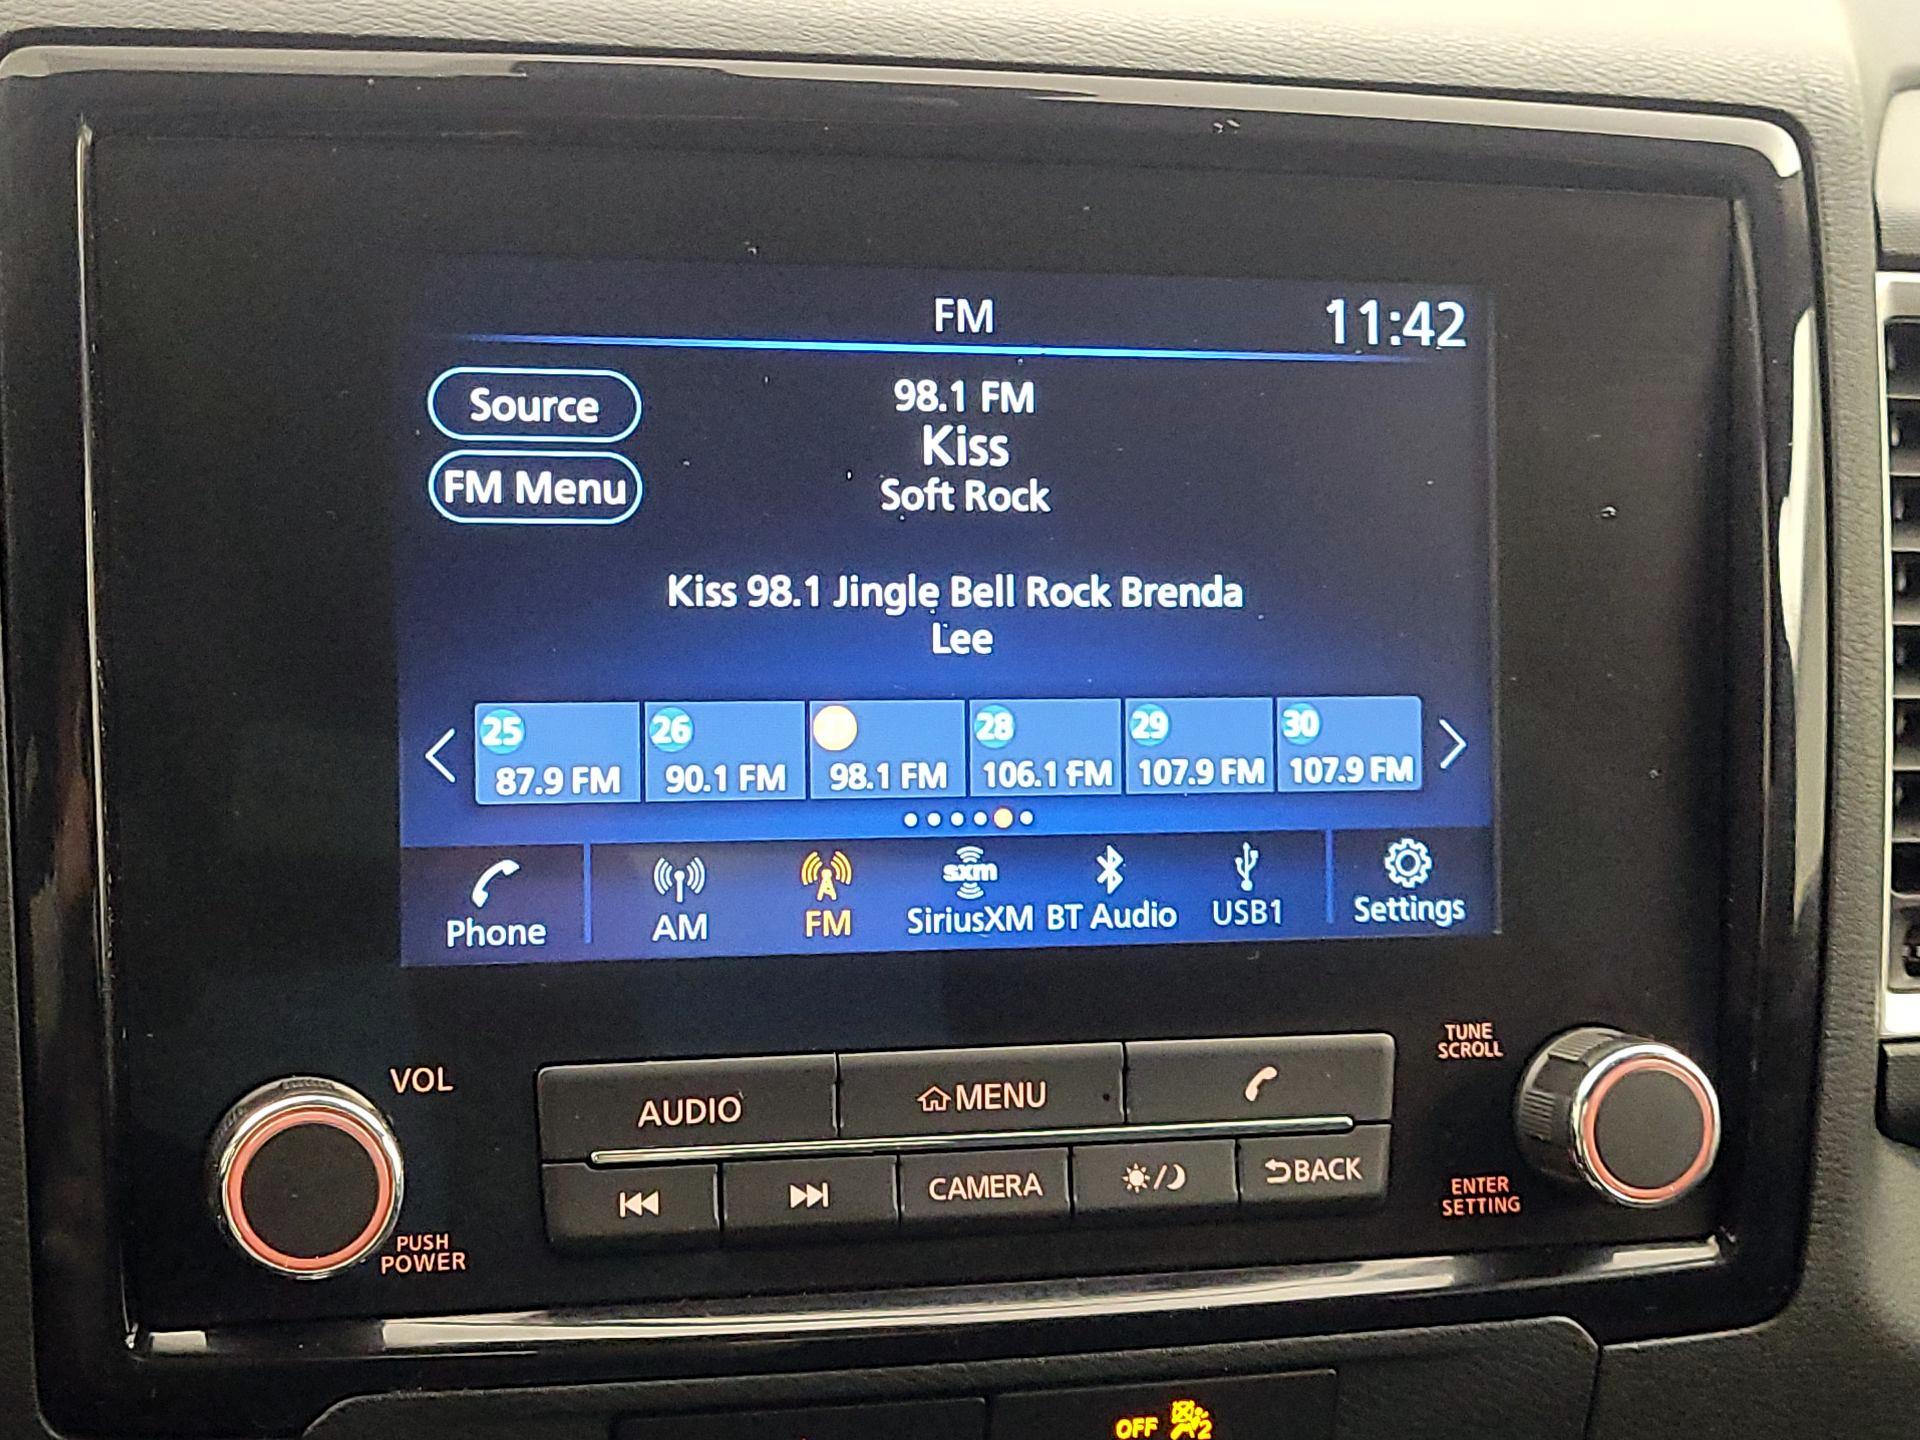 FM
11:42
Source
98.1 FM
Kiss
FM Menu
Soft Rock
Kiss 98.1 Jingle Bell Rock Brenda
Lee
25
26
28
29
30
87.9 FM
90.1 FM
98.1 FM
106.1 FM
107.9 FM
107.9 FM
sxm
Phone
AM
FM
SiriusXM
BT Audio
USB1
Settings
VOL
AUDIO
MENU
TUNE
SCROLL
CAMERA
BACK
PUSH
POWER
ENTER
SETTING
OFF
2